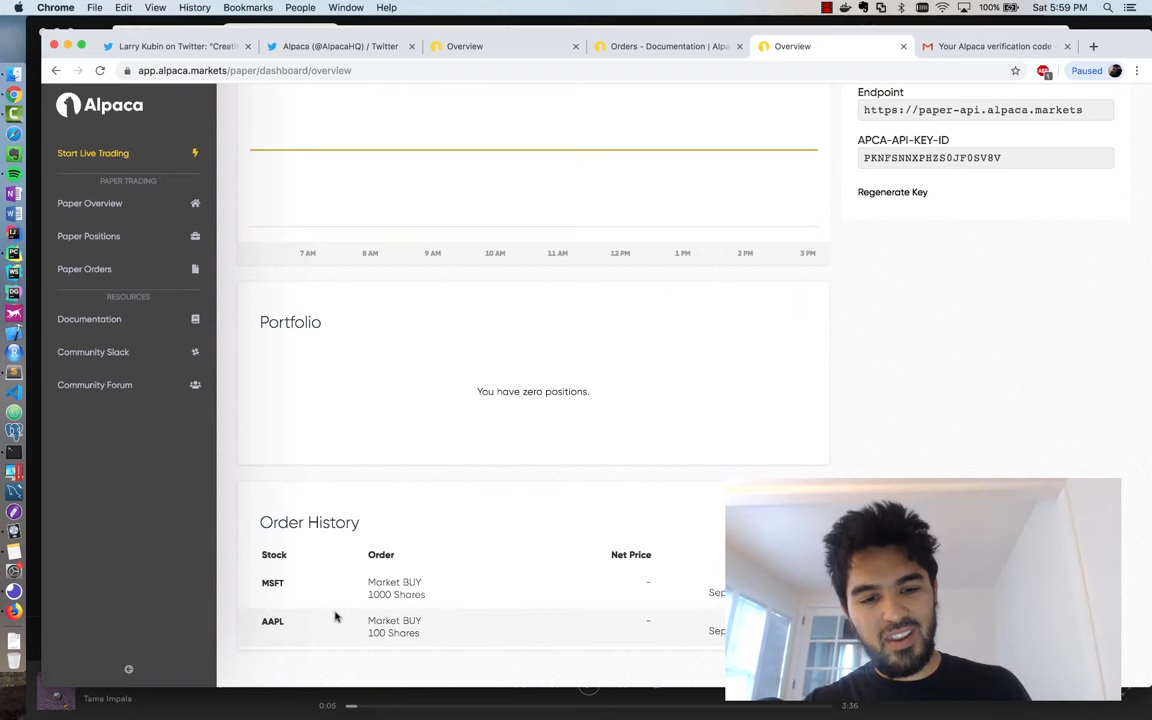 Chrome File Edit View History Bookmarks People Window Help 100% Sat 5:59 PM
Larry Kubin on Twitter: "Creati
Alpaca (@AlpacaHQ) / Twitter
Overview
Orders - Documentation | Alpa
Overview
Your Alpaca verification code -
app.alpaca.markets/paper/dashboard/overview
Paused
Alpaca
Start Live Trading
PAPER TRADING
Paper Overview
Paper Positions
Paper Orders
RESOURCES
Documentation
Community Slack
Community Forum
7 AM 8 AM 9 AM 10 AM 11 AM 12 PM 1 PM 2 PM 3 PM
Endpoint
https://paper-api.alpaca.markets
APCA-API-KEY-ID
PKNFSNNXPHZS0JF0SV8V
Regenerate Key
Portfolio
You have zero positions.
Order History
Stock Order Net Price
MSFT Market BUY - Sep
1000 Shares
AAPL Market BUY - Sep
100 Shares
Tame Impala
0:05 3:36